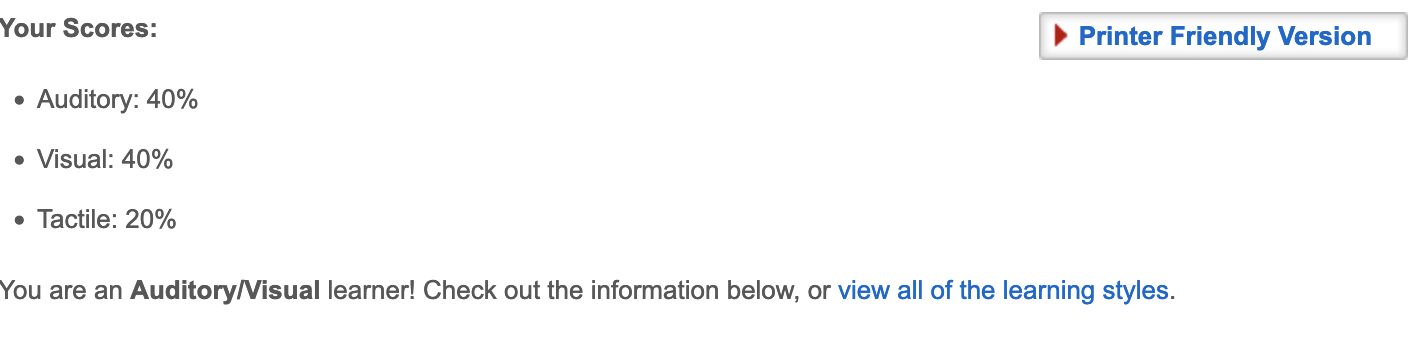 Your Scores:
Printer Friendly Version
• Auditory: 40%
• Visual: 40%
• Tactile: 20%
You are an Auditory/Visual learner! Check out the information below, or view all of the learning styles.